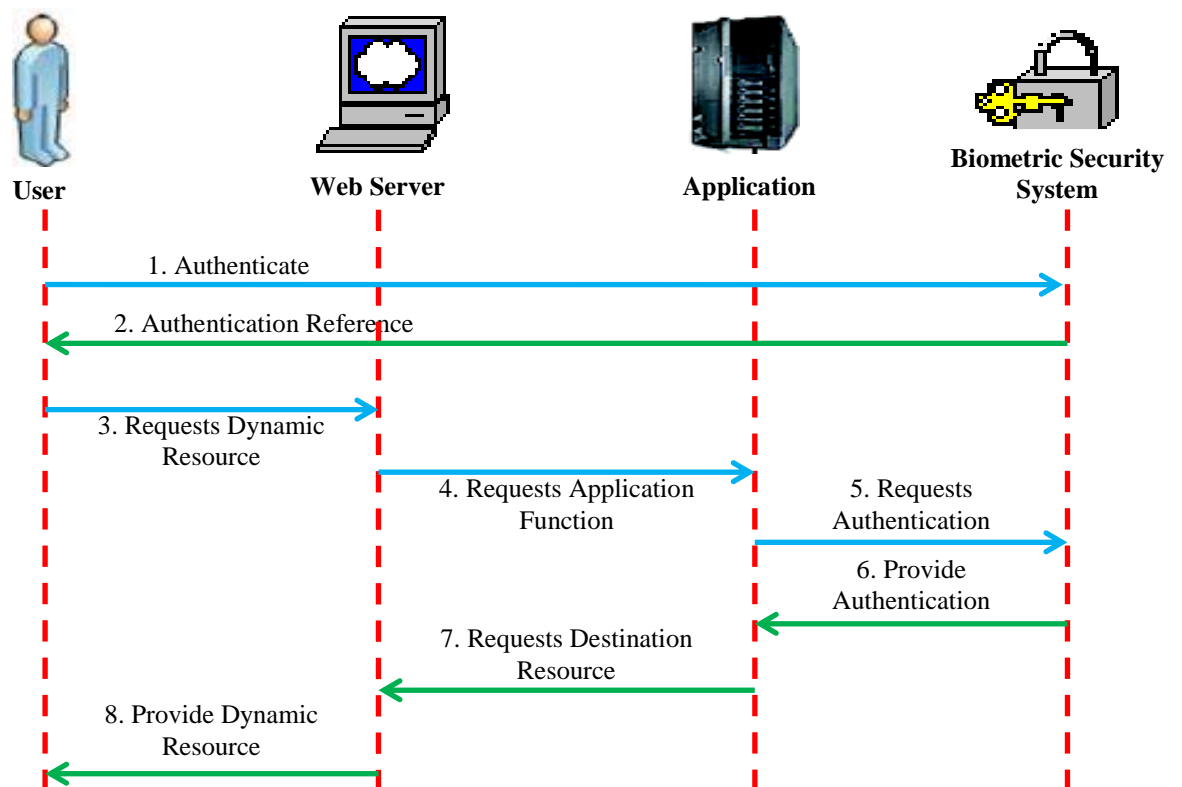 User
Web Server
Application
Biometric Security
System
1. Authenticate
2. Authentication Reference
3. Requests Dynamic
Resource
4. Requests Application
Function
5. Requests
Authentication
6. Provide
Authentication
7. Requests Destination
Resource
8. Provide Dynamic
Resource